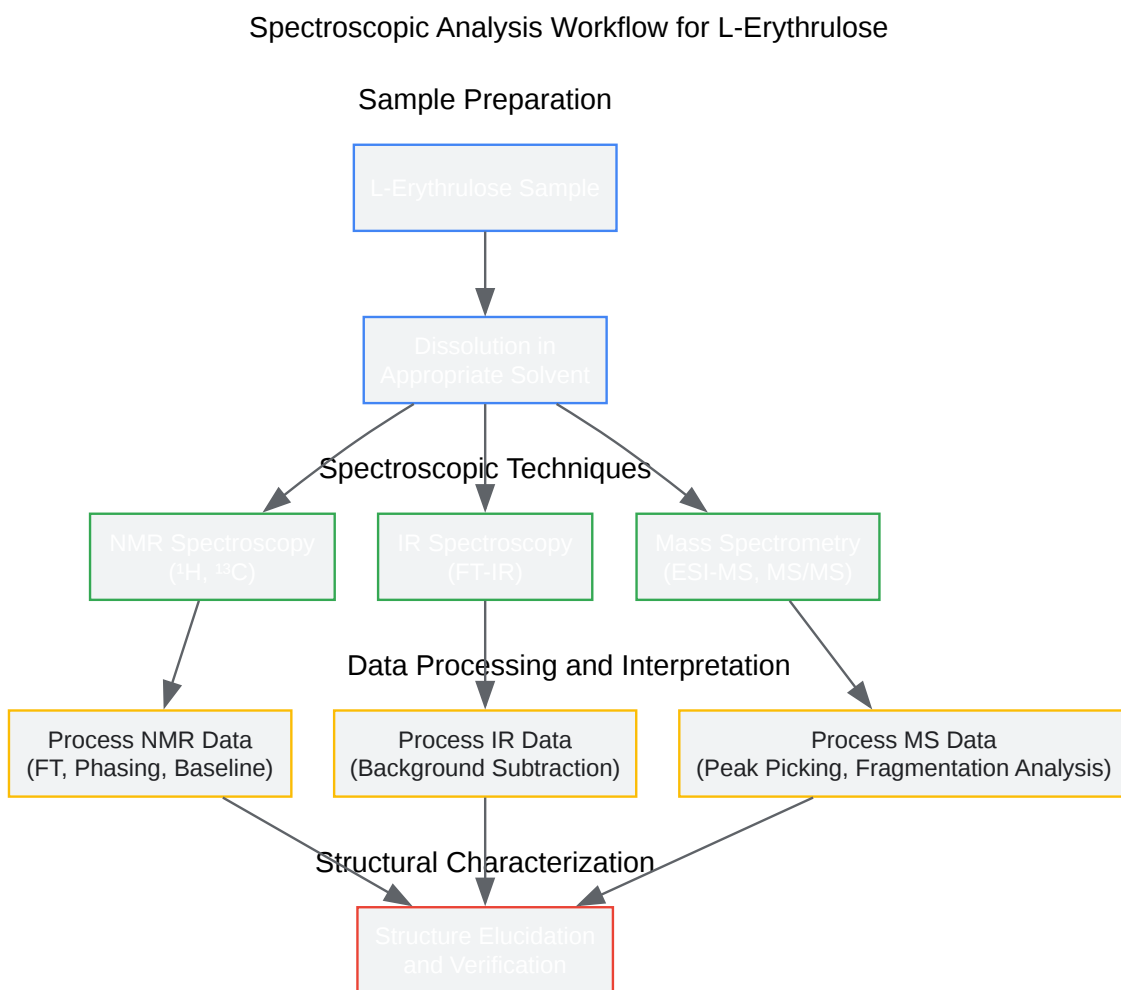 Spectroscopic Analysis Workflow for L-Erythrulose
Sample Preparation
L-Erythrulose Sample
Dissolution in
Appropriate Solvent
Spectroscopic Techniques
NMR Spectroscopy
(¹H, ¹³C)
IR Spectroscopy
(FT-IR)
Mass Spectrometry
(ESI-MS, MS/MS)
Data Processing and Interpretation
Process NMR Data
(FT, Phasing, Baseline)
Process IR Data
(Background Subtraction)
Process MS Data
(Peak Picking, Fragmentation Analysis)
Structural Characterization
Structure Elucidation
and Verification